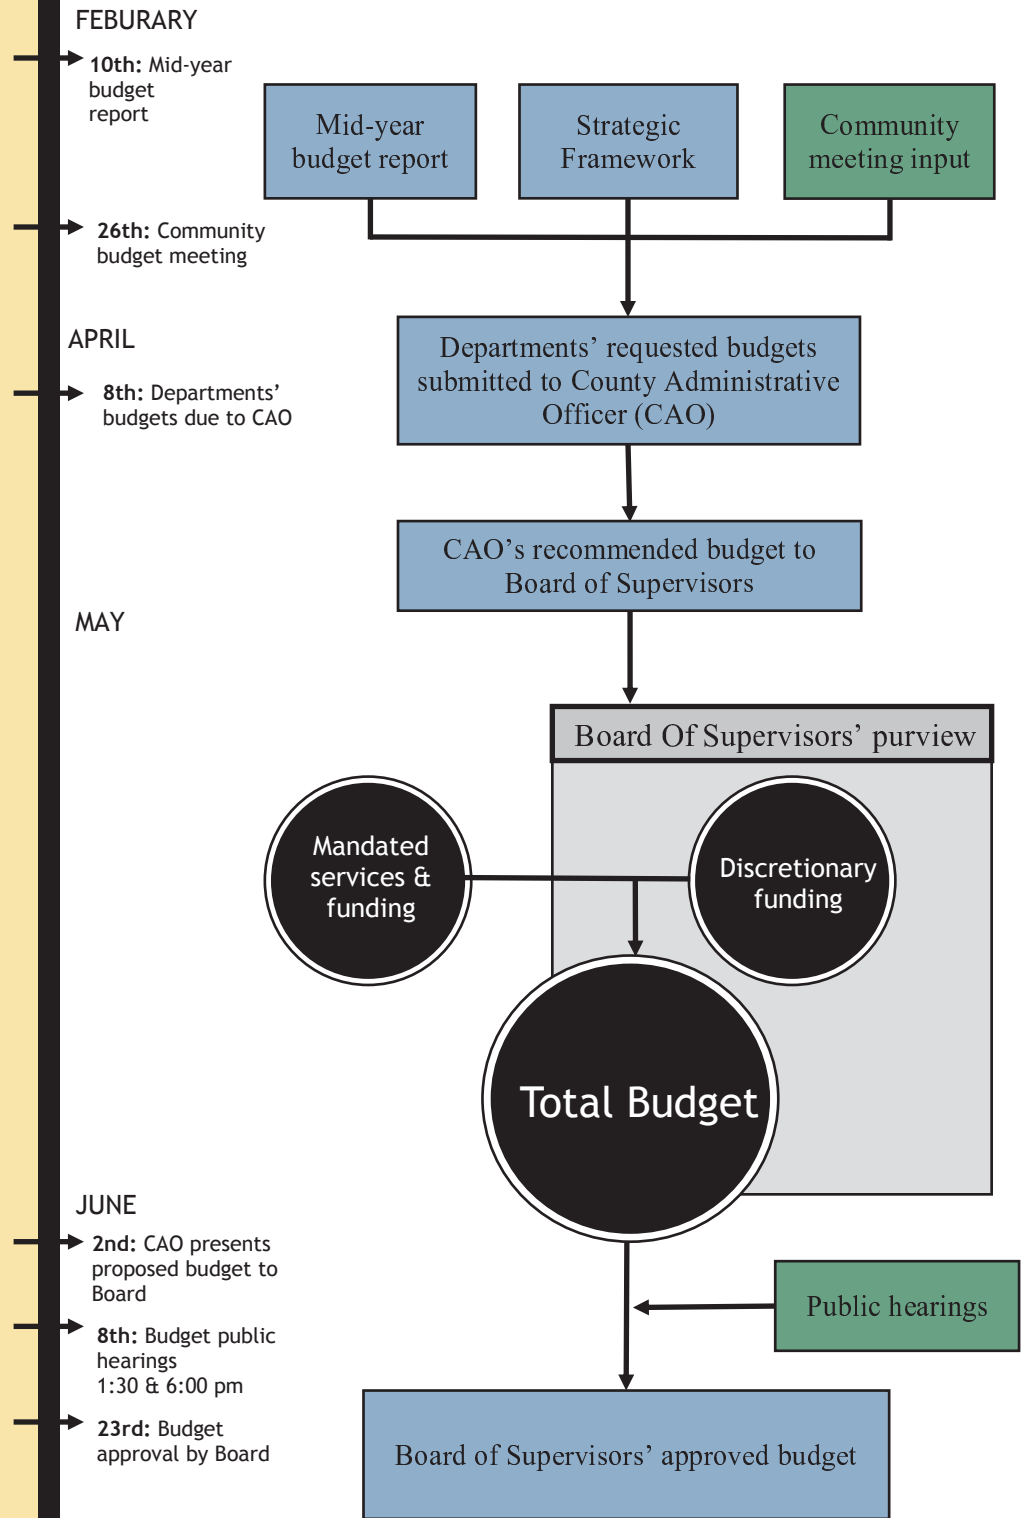 FEBURARY
10th: Mid-year
budget
report
26th: Community
budget meeting
APRIL
8th: Departments’
budgets due to CAO
MAY
JUNE
2nd: CAO presents
proposed budget to
Board
8th: Budget public
hearings
1:30 & 6:00 pm
23rd: Budget
approval by Board
Mid-year
budget report
Strategic
Framework
Community
meeting input
Departments’ requested budgets
submitted to County Administrative
Officer (CAO)
CAO’s recommended budget to
Board of Supervisors
Board Of Supervisors’ purview
Mandated
services &
funding
Discretionary
funding
Total Budget
Public hearings
Board of Supervisors’ approved budget